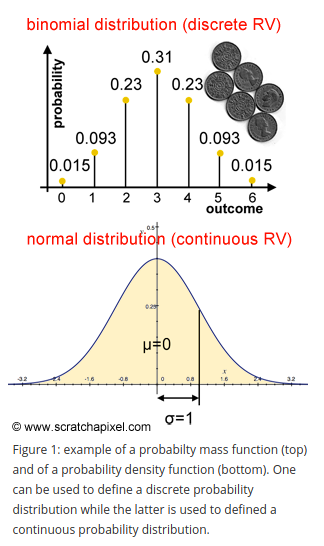 binomial distribution (discrete RV)
probability
0.31
0.23
0.23
0.093
0.093
0.015
0.015
0 1 2 3 4 5 6
outcome
normal distribution (continuous RV)
0.5
0.25
μ=0
-3.2 -2.4 -1.6 -0.8 0 0.8 1.6 2.4 3.2
x
σ=1
© www.scratchapixel.com
Figure 1: example of a probabilty mass function (top)
and of a probability density function (bottom). One
can be used to define a discrete probability
distribution while the latter is used to defined a
continuous probability distribution.